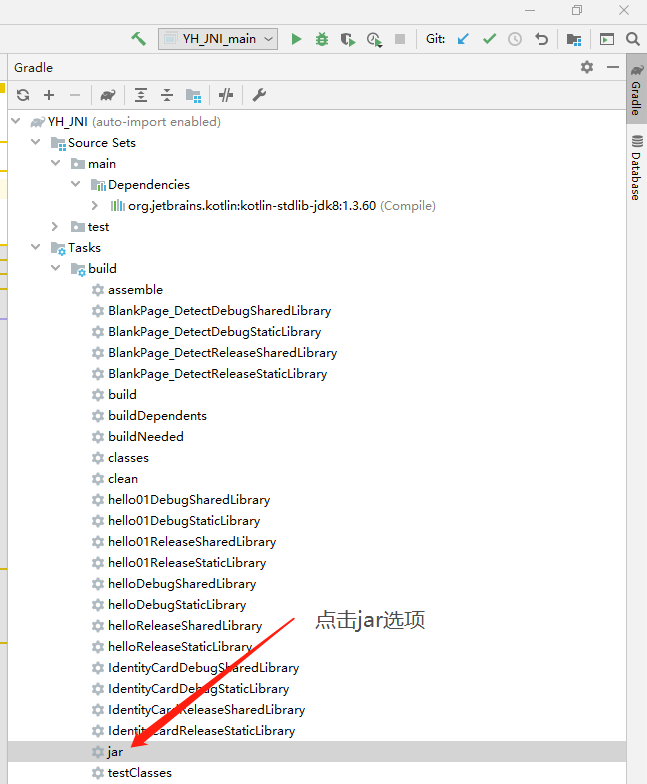 YH_JNI_main
Git:
Gradle
YH_JNI (auto-import enabled)
Source Sets
main
Dependencies
org.jetbrains.kotlin:kotlin-stdlib-jdk8:1.3.60 (Compile)
test
Tasks
build
assemble
BlankPage_DetectDebugSharedLibrary
BlankPage_DetectDebugStaticLibrary
BlankPage_DetectReleaseSharedLibrary
BlankPage_DetectReleaseStaticLibrary
build
buildDependents
buildNeeded
classes
clean
hello01DebugSharedLibrary
hello01DebugStaticLibrary
hello01ReleaseSharedLibrary
hello01ReleaseStaticLibrary
helloDebugSharedLibrary
helloDebugStaticLibrary
helloReleaseSharedLibrary
helloReleaseStaticLibrary
IdentityCardDebugSharedLibrary
IdentityCardDebugStaticLibrary
IdentityCardReleaseSharedLibrary
IdentityCardReleaseStaticLibrary
jar
testClasses
点击jar选项
Gradle
Database